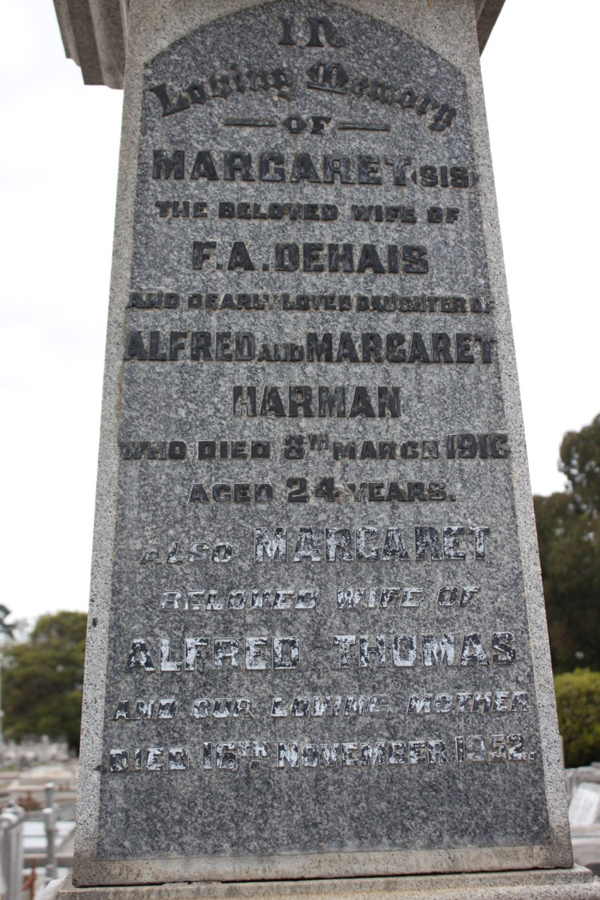 IN
Loving Memory
OF
MARGARET (SIS)
THE BELOVED WIFE OF
F.A. DEHAIS
AND DEARLY LOVED DAUGHTER OF
ALFRED AND MARGARET
HARMAN
WHO DIED 8TH MARCH 1916
AGED 24 YEARS.
ALSO MARGARET
BELOVED WIFE OF
ALFRED THOMAS
AND OUR LOVING MOTHER
DIED 16TH NOVEMBER, 1952.